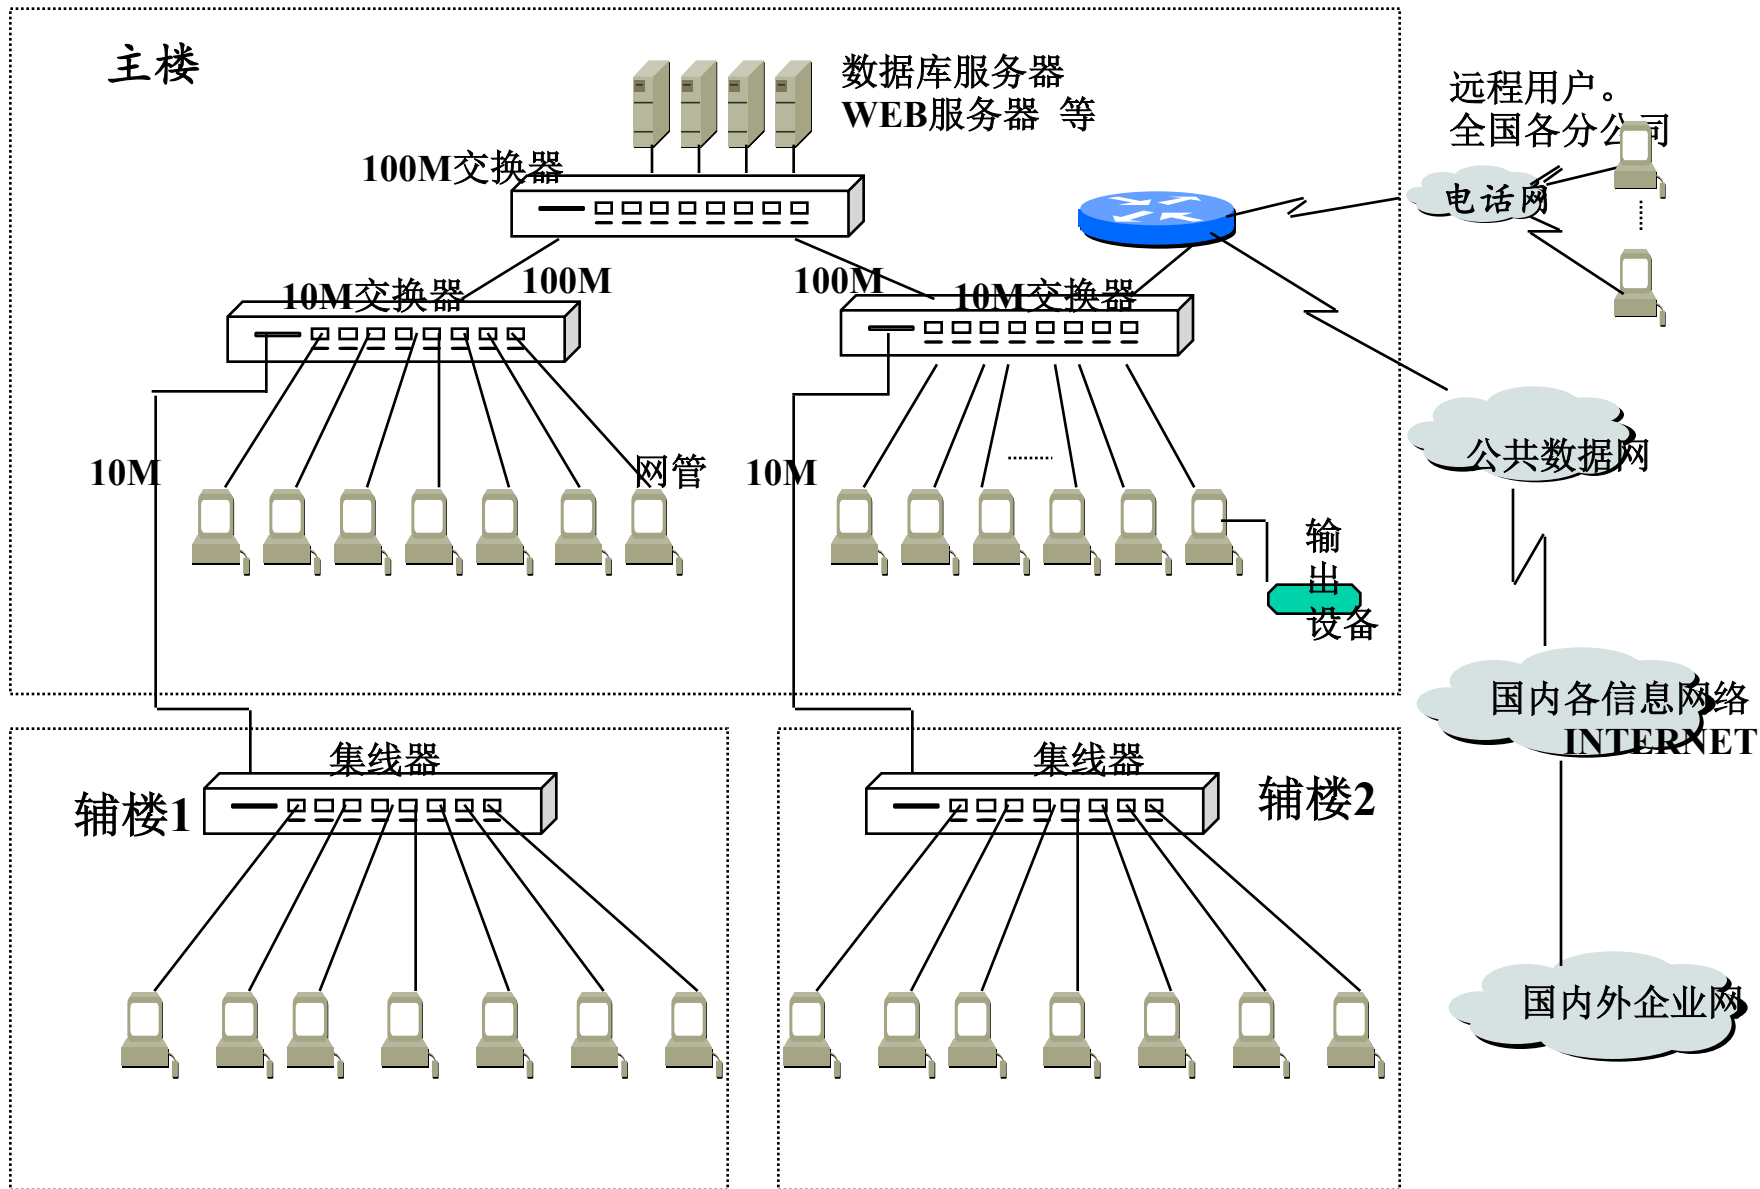 主楼
数据库服务器
WEB服务器 等
远程用户。
全国各分公司
100M交换器
电话网
100M
100M
10M交换器
10M交换器
公共数据网
10M
网管
10M
输
出
设备
国内各信息网络
INTERNET
集线器
集线器
辅楼1
辅楼2
国内外企业网